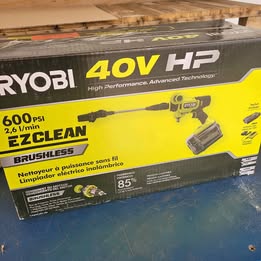 RYOBI 40V HP
High Performance. Advanced Technology.
600 PSI
2,6 l/min
EZCLEAN
BRUSHLESS
Nettoyeur à puissance sans fil
Limpiador eléctrico inalámbrico
BRUSHLESS
85%